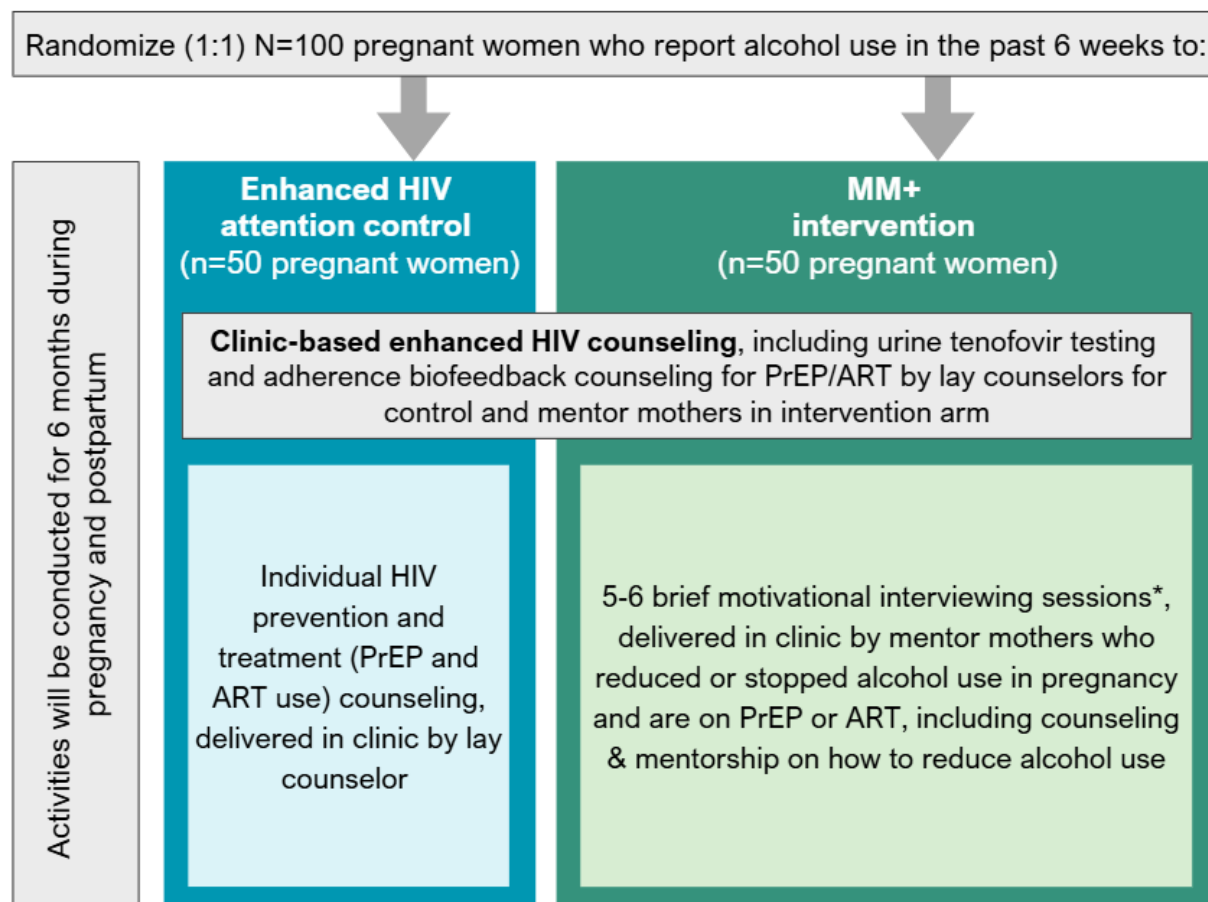 Randomize (1:1) N=100 pregnant women who report alcohol use in the past 6 weeks to:
Activities will be conducted for 6 months during
pregnancy and postpartum
Enhanced HIV
attention control
(n=50 pregnant women)
MM+
intervention
(n=50 pregnant women)
Clinic-based enhanced HIV counseling, including urine tenofovir testing
and adherence biofeedback counseling for PrEP/ART by lay counselors for
control and mentor mothers in intervention arm
Individual HIV
prevention and
treatment (PrEP and
ART use) counseling,
delivered in clinic by lay
counselor
5-6 brief motivational interviewing sessions*,
delivered in clinic by mentor mothers who
reduced or stopped alcohol use in pregnancy
and are on PrEP or ART, including counseling
& mentorship on how to reduce alcohol use